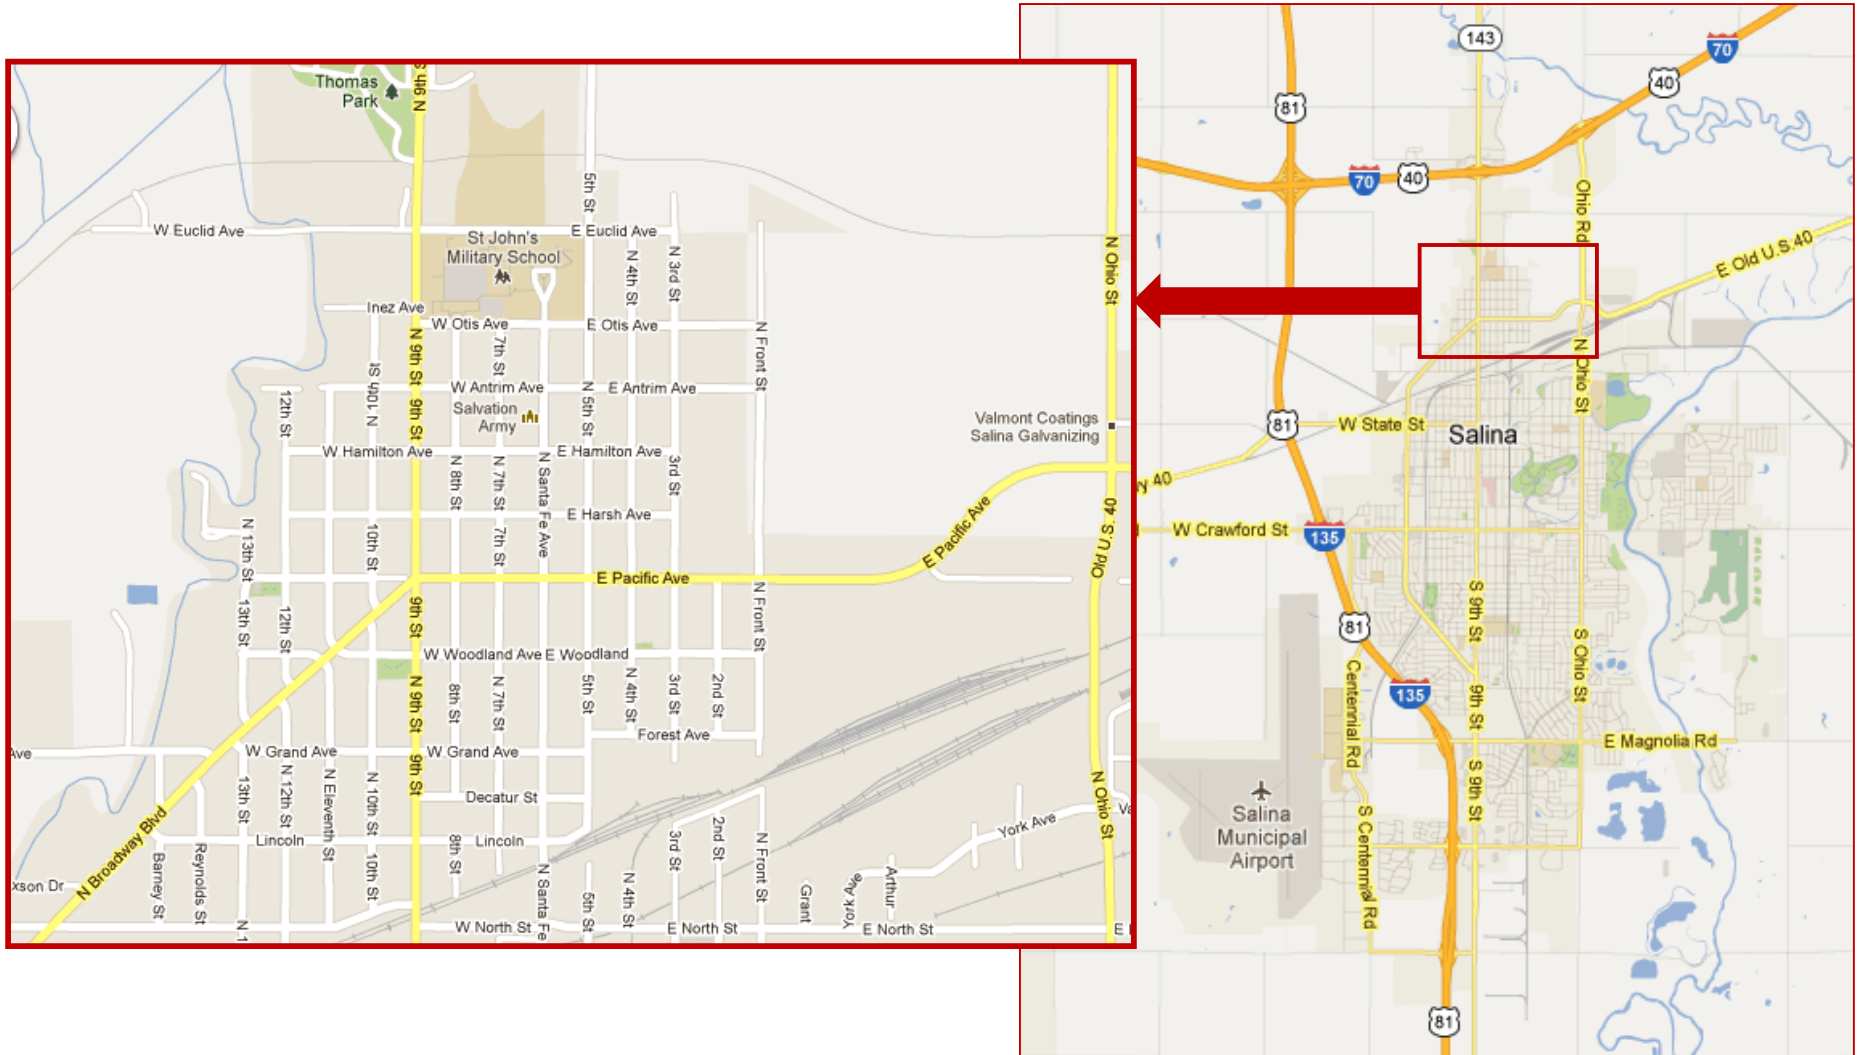 Thomas
Park
N 9th St
5th St
W Euclid Ave
E Euclid Ave
St John's
Military School
N 4th St
N 3rd St
N Ohio St
Inez Ave
W Otis Ave
E Otis Ave
N 9th St
7th St
N Front St
N 10th St
W Antrim Ave
E Antrim Ave
12th St
9th St
Salvation
Army
N 5th St
Valmont Coatings
Salina Galvanizing
W Hamilton Ave
E Hamilton Ave
N 8th St
N 7th St
N Santa Fe Ave
3rd St
E Harsh Ave
N 13th St
10th St
7th St
E Pacific Ave
Old U.S. 40
E Pacific Ave
13th St
12th St
9th St
N Front St
W Woodland Ave
E Woodland
N 9th St
8th St
N 7th St
5th St
N 4th St
3rd St
2nd St
Forest Ave
Ave
W Grand Ave
W Grand Ave
9th St
13th St
N 12th St
N Eleventh St
N 10th St
Decatur St
N Ohio St
Va
N Broadway Blvd
Lincoln
Lincoln
York Ave
xson Dr
Barney St
Reynolds St
10th St
8th St
N Santa Fe
5th St
N 4th St
3rd St
2nd St
N Front St
Grant
York Ave
Arthur
N 1
W North St
E North St
E North St
E
143
70
40
81
70
40
Ohio Rd
E Old U.S.40
N Ohio St
81
W State St
Salina
y 40
W Crawford St
135
S 9th St
81
S Ohio St
Centennial Rd
135
9th St
E Magnolia Rd
S 9th St
Salina
Municipal
Airport
S Centennial Rd
81